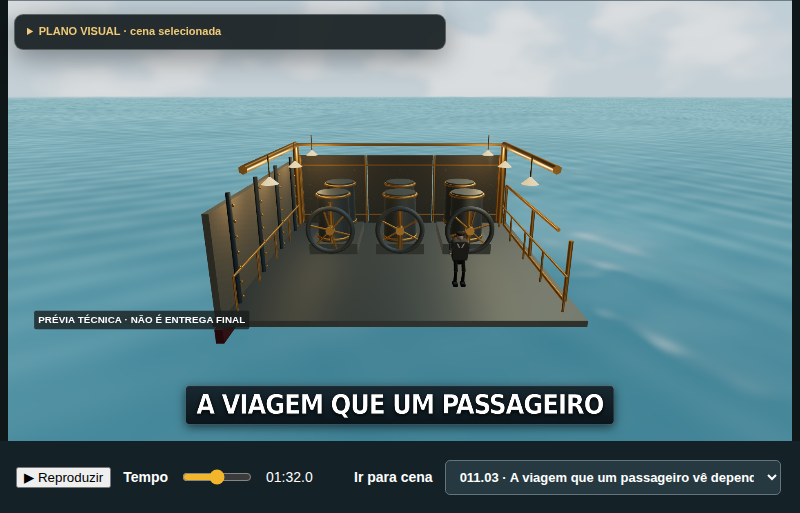 ▶ PLANO VISUAL · cena selecionada
PRÉVIA TÉCNICA · NÃO É ENTREGA FINAL
A VIAGEM QUE UM PASSAGEIRO
▶ Reproduzir Tempo 01:32.0 Ir para cena 011.03 · A viagem que um passageiro vê depend